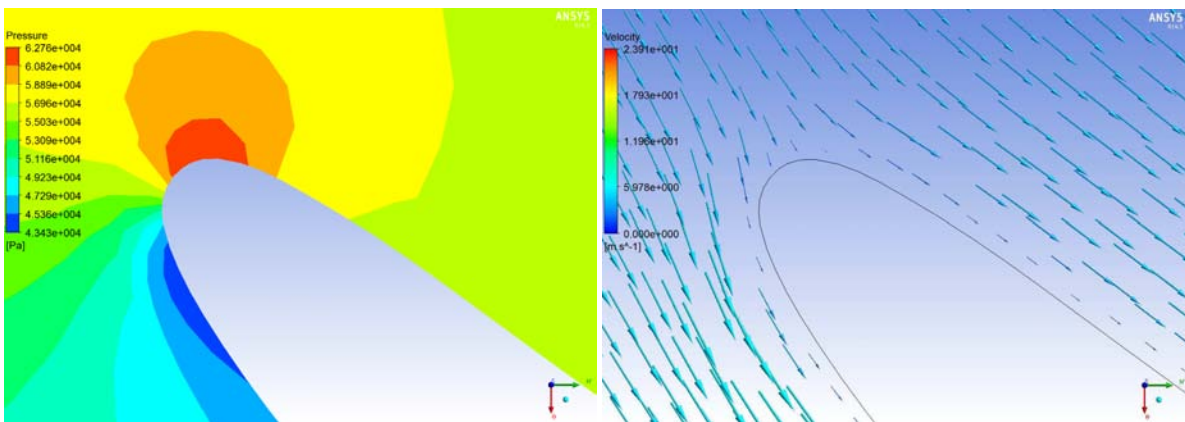 ANSYS
Pressure
6.276e+004
6.082e+004
5.889e+004
5.696e+004
5.503e+004
5.309e+004
5.116e+004
4.923e+004
4.729e+004
4.536e+004
4.343e+004
[Pa]
ANSYS
Velocity
2.391e+001
1.793e+001
1.196e+001
5.978e+000
0.000e+000
[m s^-1]